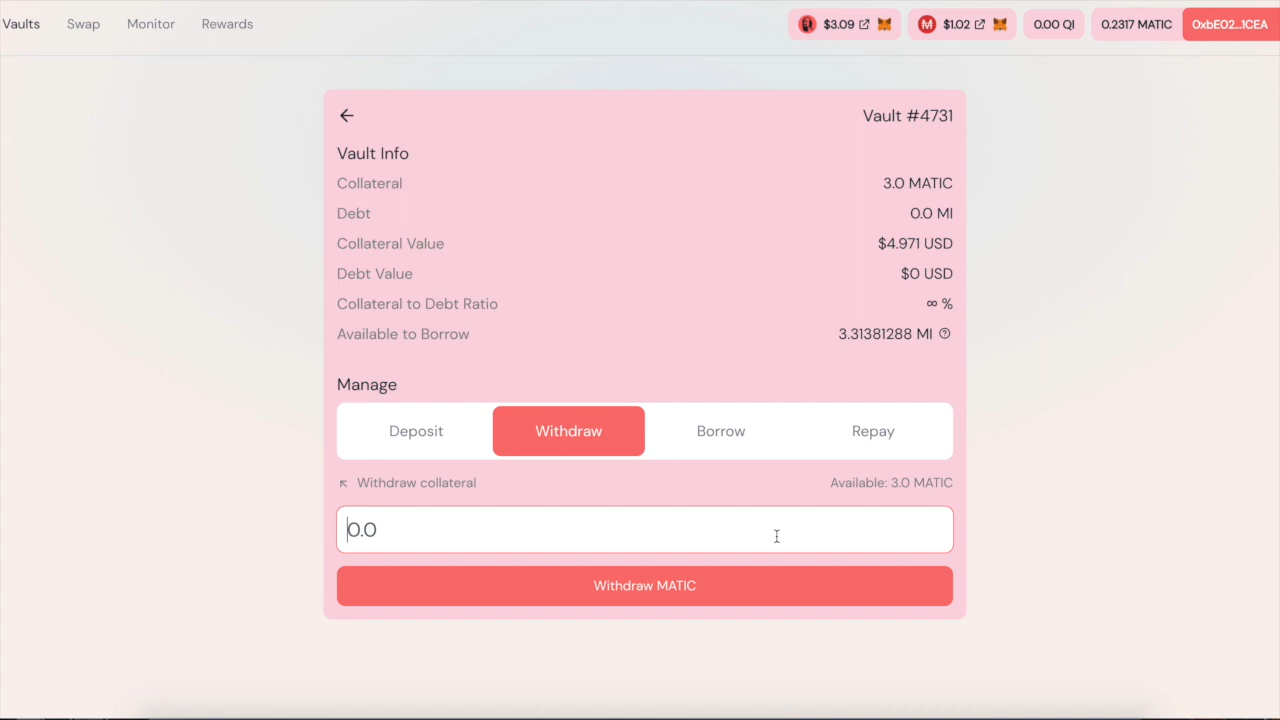 Vaults Swap Monitor Rewards $3.09 $1.02 0.00 QI 0.2317 MATIC 0xbE02...1CEA
Vault #4731
Vault Info
Collateral 3.0 MATIC
Debt 0.0 MI
Collateral Value $4.971 USD
Debt Value $0 USD
Collateral to Debt Ratio ∞ %
Available to Borrow 3.31381288 MI
Manage
Deposit Withdraw Borrow Repay
Withdraw collateral Available: 3.0 MATIC
0.0
Withdraw MATIC